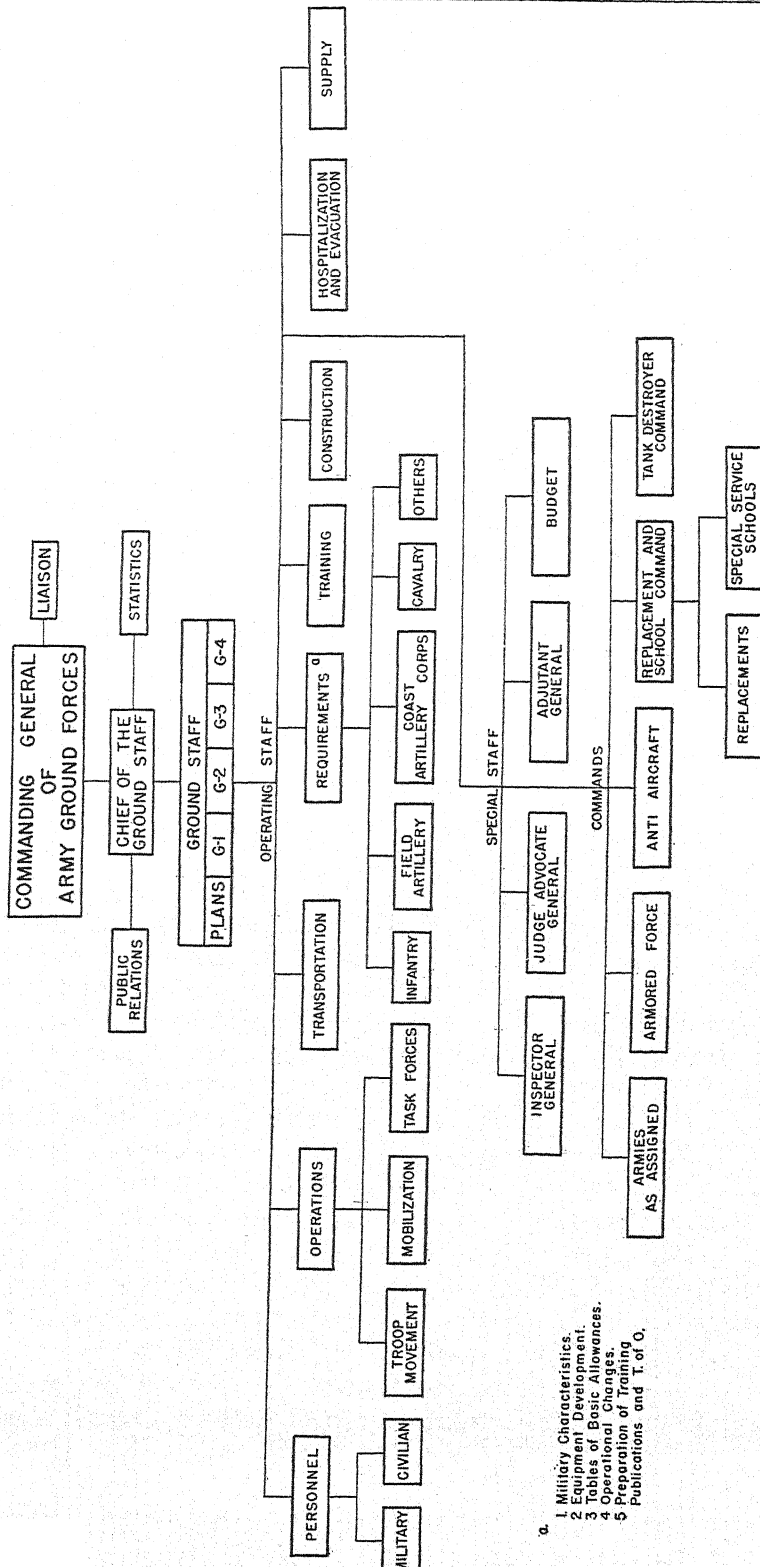 COMMANDING GENERAL
OF
ARMY GROUND FORCES
LIAISON
PUBLIC
RELATIONS
CHIEF OF THE
GROUND STAFF
STATISTICS
GROUND STAFF
PLANS G-1 G-2 G-3 G-4
OPERATING STAFF
PERSONNEL
OPERATIONS
TRANSPORTATION
REQUIREMENTS a
TRAINING
CONSTRUCTION
HOSPITALIZATION
AND EVACUATION
SUPPLY
MILITARY
CIVILIAN
TROOP
MOVEMENT
MOBILIZATION
TASK FORCES
INFANTRY
FIELD
ARTILLERY
COAST
ARTILLERY CORPS
CAVALRY
OTHERS
SPECIAL STAFF
INSPECTOR
GENERAL
JUDGE ADVOCATE
GENERAL
ADJUTANT
GENERAL
BUDGET
COMMANDS
ARMIES
AS ASSIGNED
ARMORED FORCE
ANTI AIRCRAFT
REPLACEMENT AND
SCHOOL COMMAND
TANK DESTROYER
COMMAND
REPLACEMENTS
SPECIAL SERVICE
SCHOOLS
a.
1. Military Characteristics.
2 Equipment Development.
3 Tables of Basic Allowances.
4 Operational Changes.
5 Preparation of Training
Publications and T. of O.